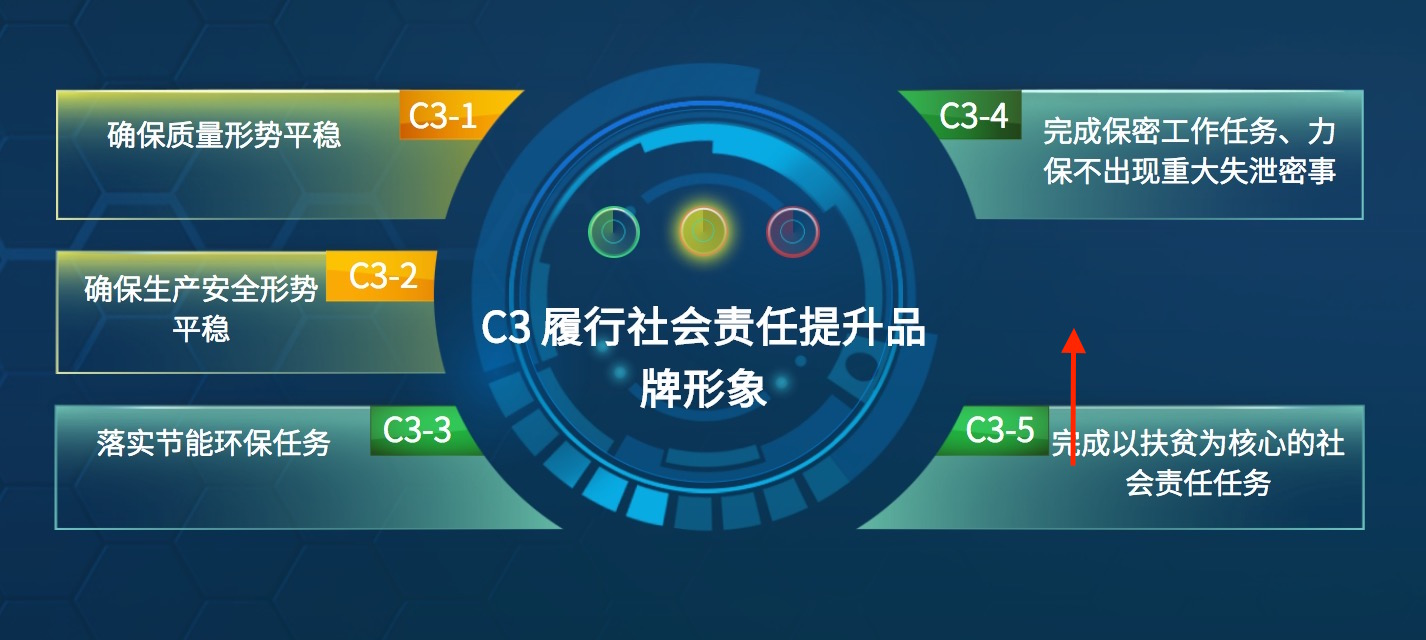 C3-1
确保质量形势平稳
C3-2
确保生产安全形势
平稳
C3-3
落实节能环保任务
C3 履行社会责任提升品
牌形象
C3-4
完成保密工作任务、力
保不出现重大失泄密事
C3-5
完成以扶贫为核心的社
会责任任务